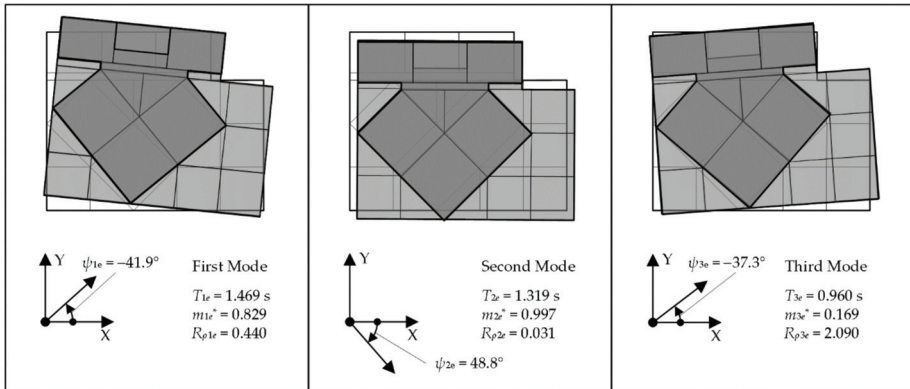 Y
ψ1e = −41.9°
X
First Mode
T1e = 1.469 s
m1e* = 0.829
Rρ1e = 0.440
Y
X
ψ2e = 48.8°
Second Mode
T2e = 1.319 s
m2e* = 0.997
Rρ2e = 0.031
Y
ψ3e = −37.3°
X
Third Mode
T3e = 0.960 s
m3e* = 0.169
Rρ3e = 2.090